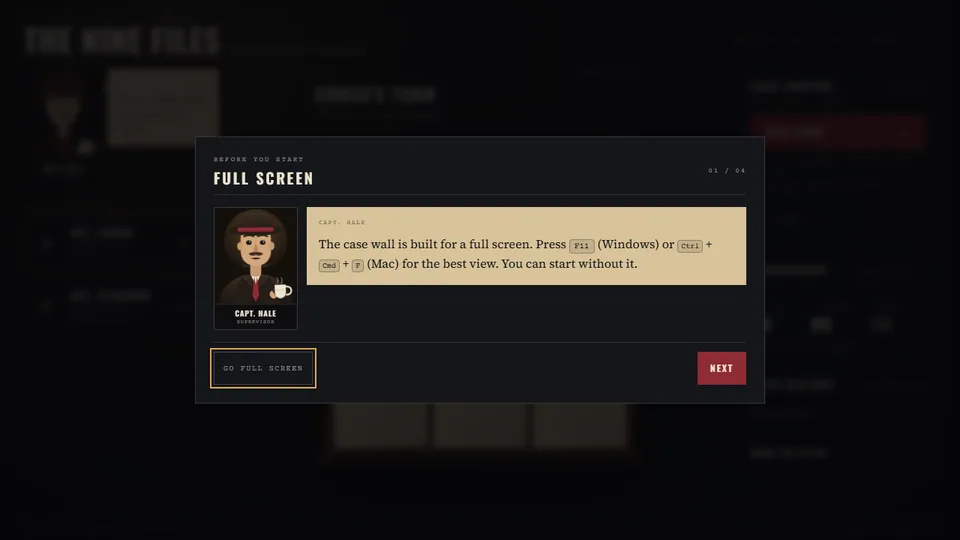 THE NINE FILES
BEFORE YOU START
FULL SCREEN
01 / 04
CAPT. HALE
The case wall is built for a full screen. Press F11 (Windows) or Ctrl +
Cmd + F (Mac) for the best view. You can start without it.
CAPT. HALE
SUPERVISOR
GO FULL SCREEN
NEXT